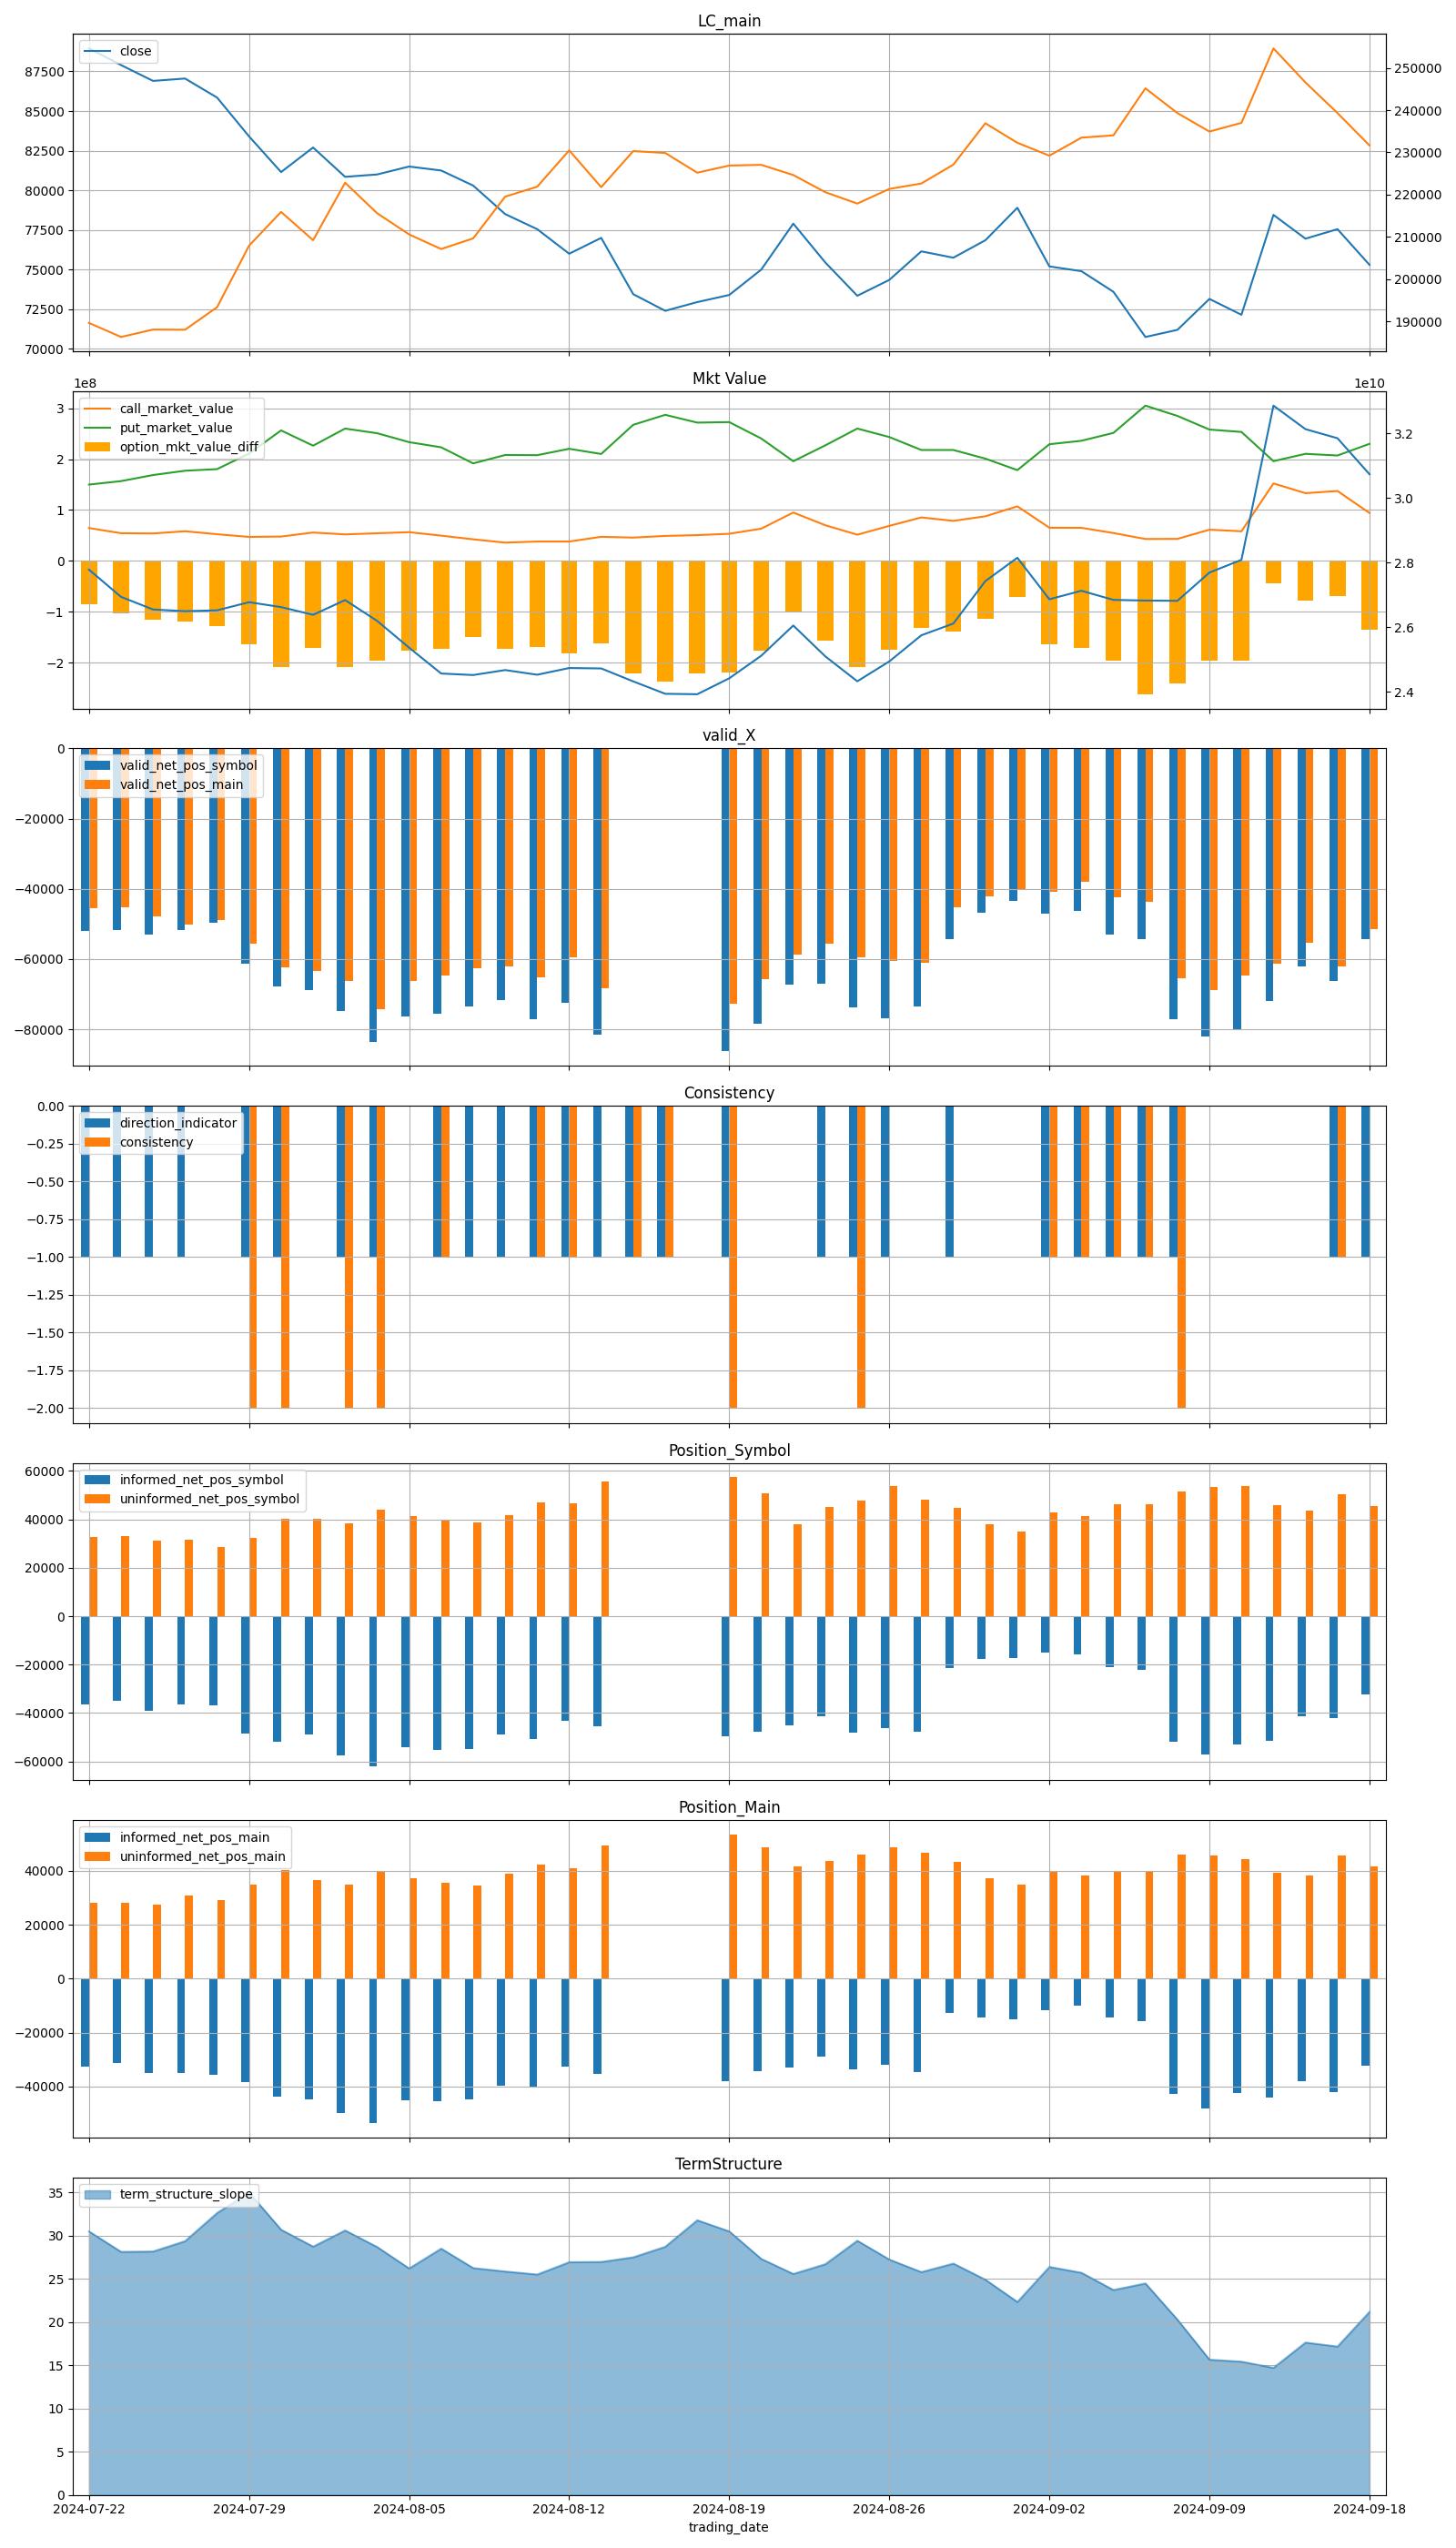 LC_main
close
87500
85000
82500
80000
77500
75000
72500
70000
250000
240000
230000
220000
210000
200000
190000
Mkt Value
1e8
1e10
call_market_value
put_market_value
option_mkt_value_diff
3
2
1
0
−1
−2
3.2
3.0
2.8
2.6
2.4
valid_X
valid_net_pos_symbol
valid_net_pos_main
0
−20000
−40000
−60000
−80000
Consistency
direction_indicator
consistency
0.00
−0.25
−0.50
−0.75
−1.00
−1.25
−1.50
−1.75
−2.00
Position_Symbol
informed_net_pos_symbol
uninformed_net_pos_symbol
60000
40000
20000
0
−20000
−40000
−60000
Position_Main
informed_net_pos_main
uninformed_net_pos_main
40000
20000
0
−20000
−40000
TermStructure
term_structure_slope
35
30
25
20
15
10
5
0
2024-07-22 2024-07-29 2024-08-05 2024-08-12 2024-08-19 2024-08-26 2024-09-02 2024-09-09 2024-09-18
trading_date